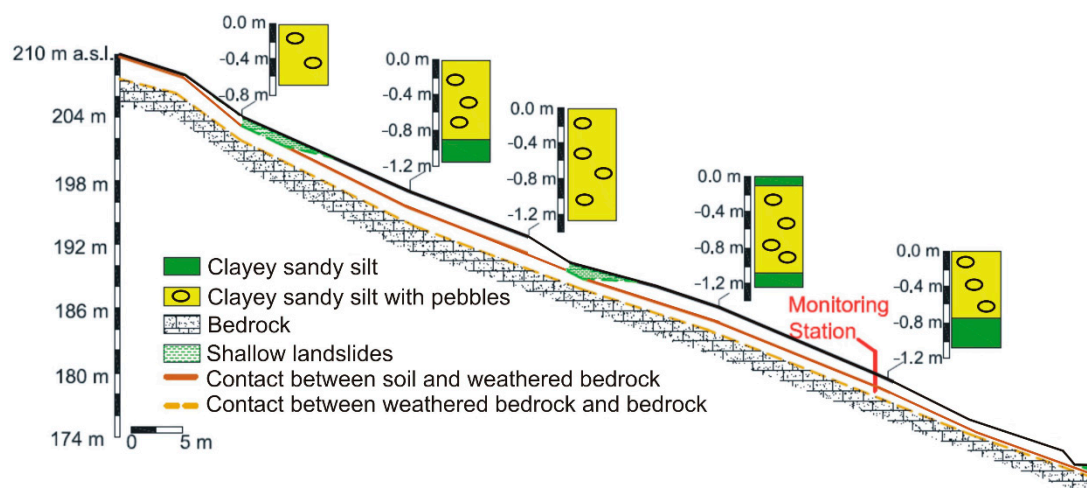 210 m a.s.l.
204 m
198 m
192 m
186 m
180 m
174 m
0 5 m
0.0 m
-0.4 m
-0.8 m
0.0 m
-0.4 m
-0.8 m
-1.2 m
0.0 m
-0.4 m
-0.8 m
-1.2 m
0.0 m
-0.4 m
-0.8 m
-1.2 m
0.0 m
-0.4 m
-0.8 m
-1.2 m
Monitoring
Station
Clayey sandy silt
Clayey sandy silt with pebbles
Bedrock
Shallow landslides
Contact between soil and weathered bedrock
Contact between weathered bedrock and bedrock